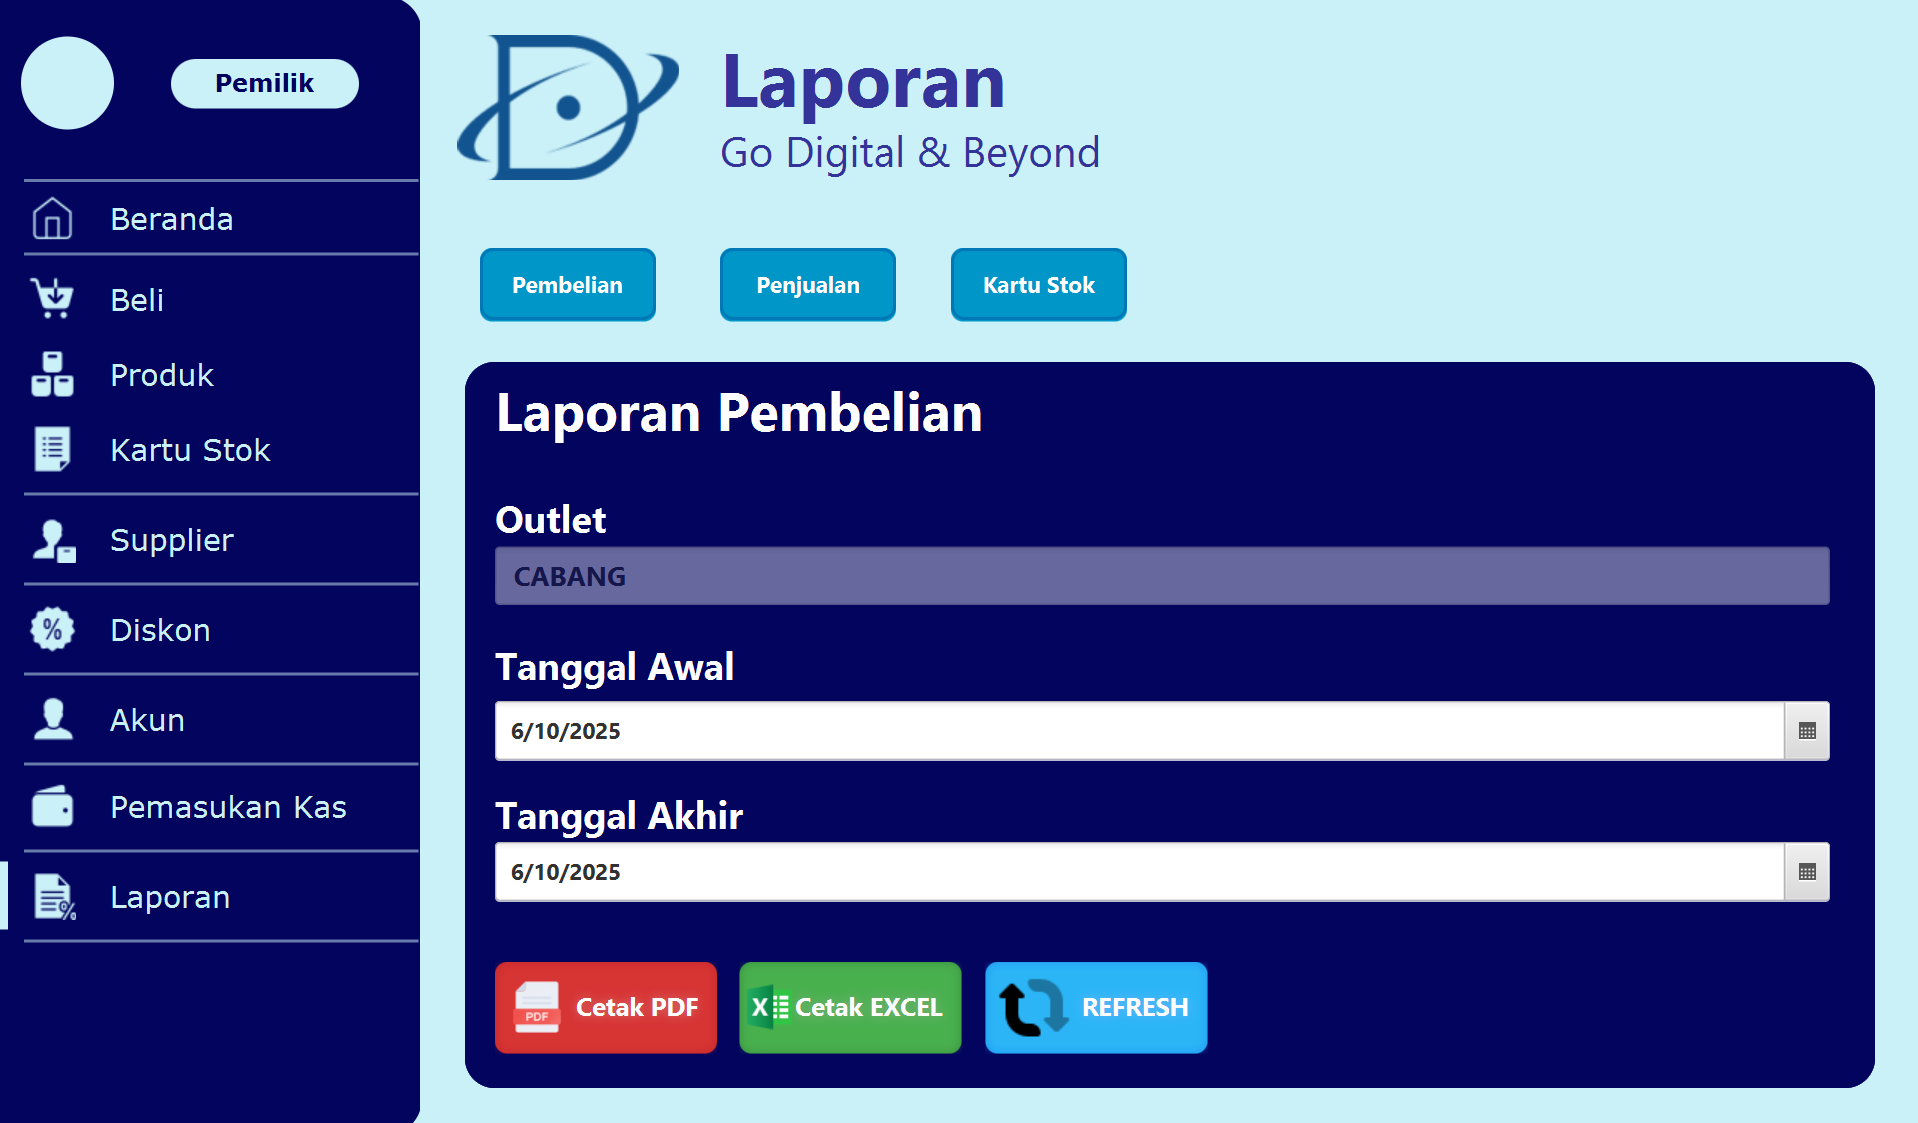 Pemilik
Beranda
Beli
Produk
Kartu Stok
Supplier
%
Diskon
Akun
Pemasukan Kas
%
Laporan
D
Laporan
Go Digital & Beyond
Pembelian
Penjualan
Kartu Stok
Laporan Pembelian
Outlet
CABANG
Tanggal Awal
6/10/2025
Tanggal Akhir
6/10/2025
PDF
Cetak PDF
X
Cetak EXCEL
REFRESH